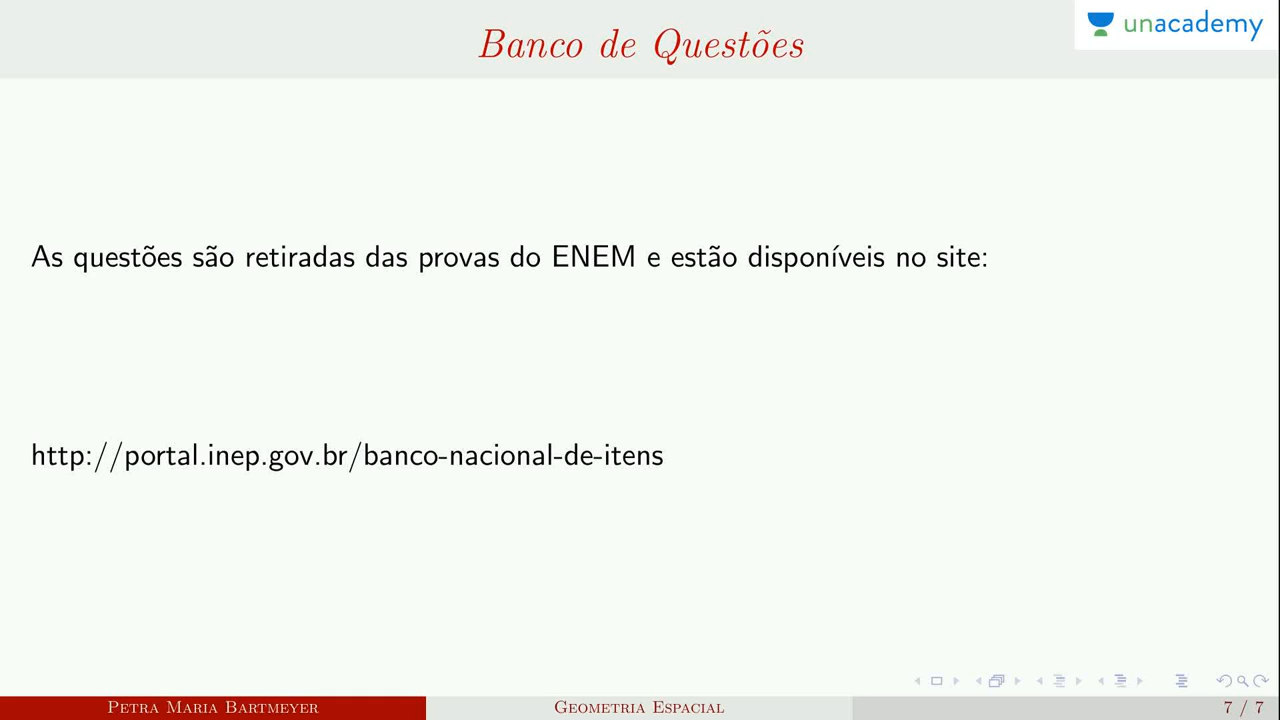 Banco de Questões
unacademy
As questões são retiradas das provas do ENEM e estão disponíveis no site:
http://portal.inep.gov.br/banco-nacional-de-itens
Petra Maria Bartmeyer
Geometria Espacial
7 / 7